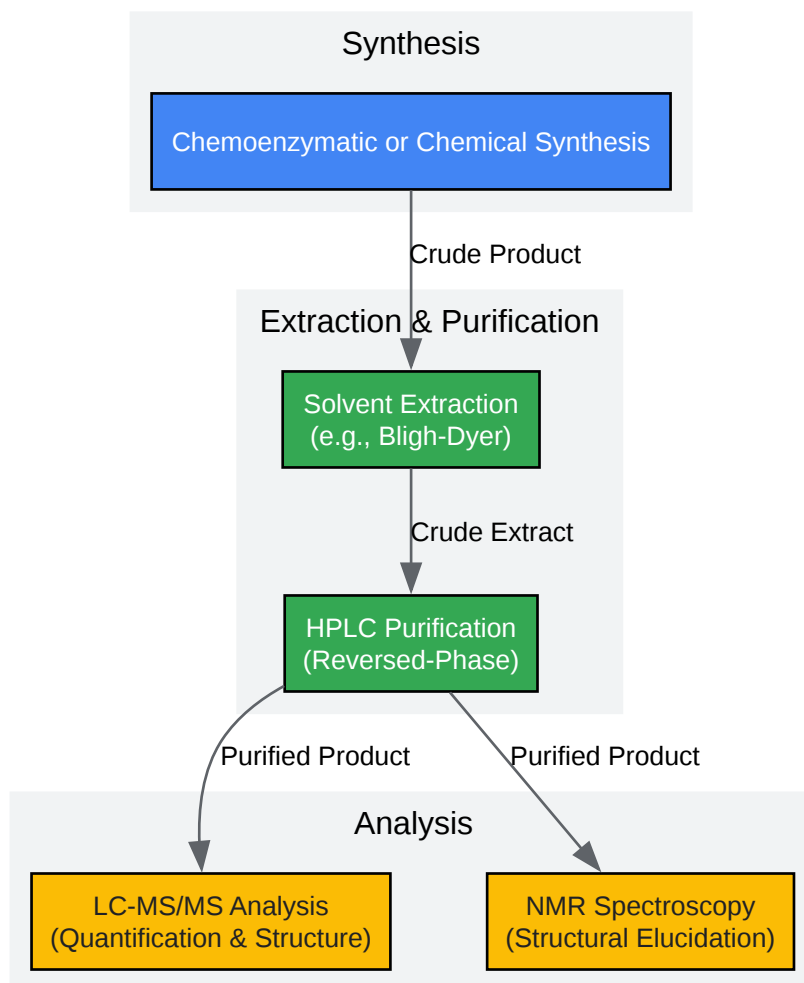 Synthesis
Chemoenzymatic or Chemical Synthesis
Crude Product
Extraction & Purification
Solvent Extraction
(e.g., Bligh-Dyer)
Crude Extract
HPLC Purification
(Reversed-Phase)
Purified Product
Purified Product
Analysis
LC-MS/MS Analysis
(Quantification & Structure)
NMR Spectroscopy
(Structural Elucidation)